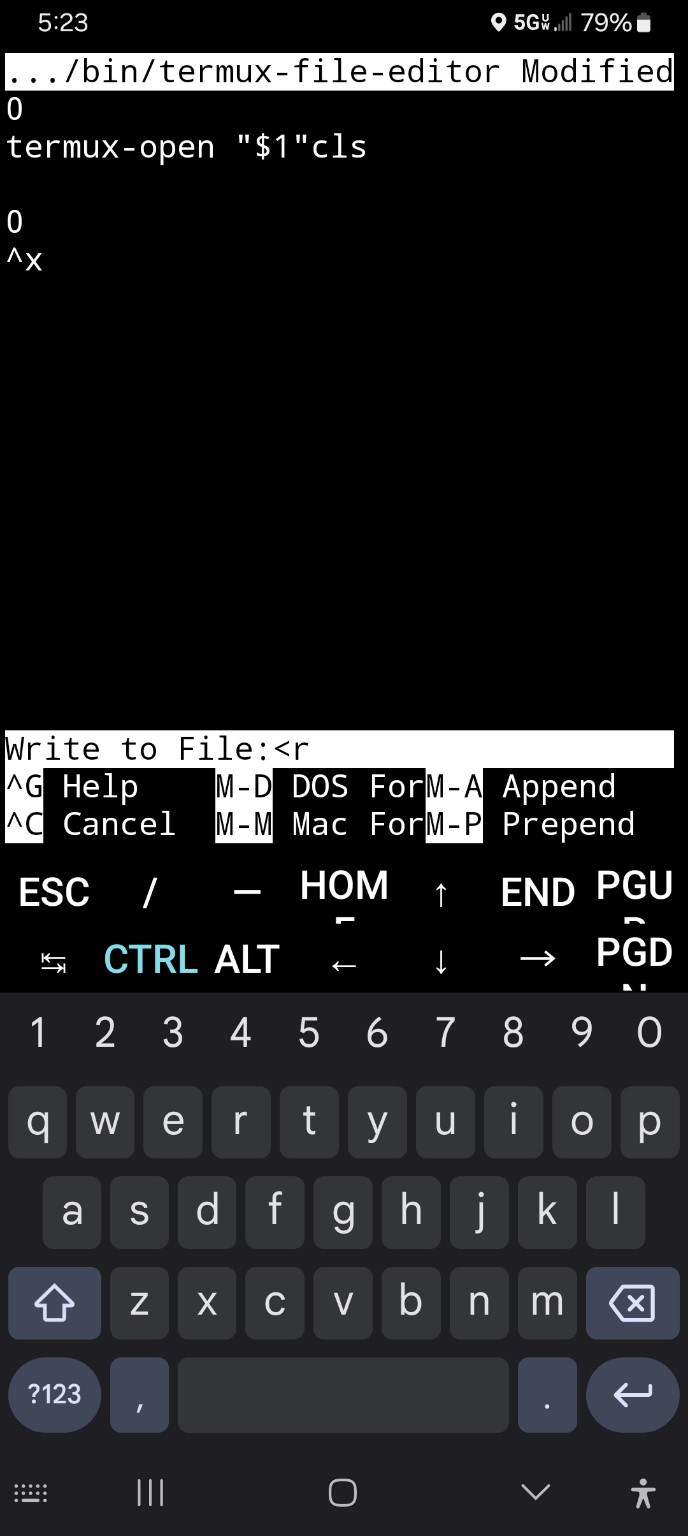 5:23 5G UW 79%
.../bin/termux-file-editor Modified
0
termux-open "$1"cls
0
^x
Write to File:<r
^G Help M-D DOS For M-A Append
^C Cancel M-M Mac For M-P Prepend
ESC / — HOME ↑ END PGUP
↹ CTRL ALT ← ↓ → PGDN
1 2 3 4 5 6 7 8 9 0
q w e r t y u i o p
a s d f g h j k l
z x c v b n m
?123 , .